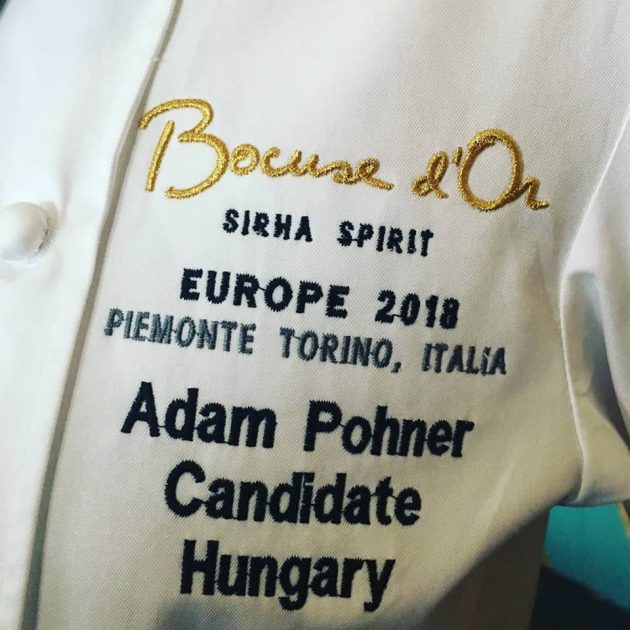 Bocuse d'Or
SIRHA SPIRIT
EUROPE 2018
PIEMONTE TORINO, ITALiA
Adam Pohner
Candidate
Hungary